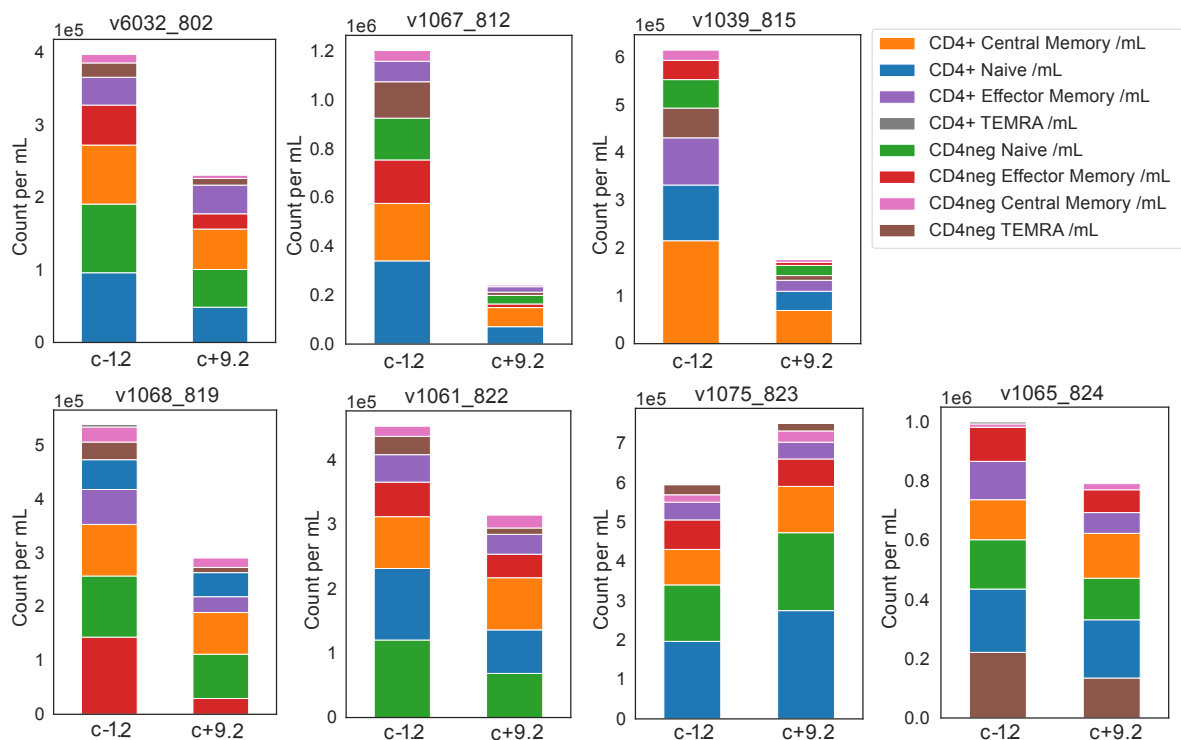 v6032_802
1e5
Count per mL
4
3
2
1
0
c-12
c+9.2
v1067_812
1e6
Count per mL
1.2
1.0
0.8
0.6
0.4
0.2
0.0
c-12
c+9.2
v1039_815
1e5
Count per mL
6
5
4
3
2
1
0
c-12
c+9.2
CD4+ Central Memory /mL
CD4+ Naive /mL
CD4+ Effector Memory /mL
CD4+ TEMRA /mL
CD4neg Naive /mL
CD4neg Effector Memory /mL
CD4neg Central Memory /mL
CD4neg TEMRA /mL
v1068_819
1e5
Count per mL
5
4
3
2
1
0
c-12
c+9.2
v1061_822
1e5
Count per mL
4
3
2
1
0
c-12
c+9.2
v1075_823
1e5
Count per mL
7
6
5
4
3
2
1
0
c-12
c+9.2
v1065_824
1e6
Count per mL
1.0
0.8
0.6
0.4
0.2
0.0
c-12
c+9.2